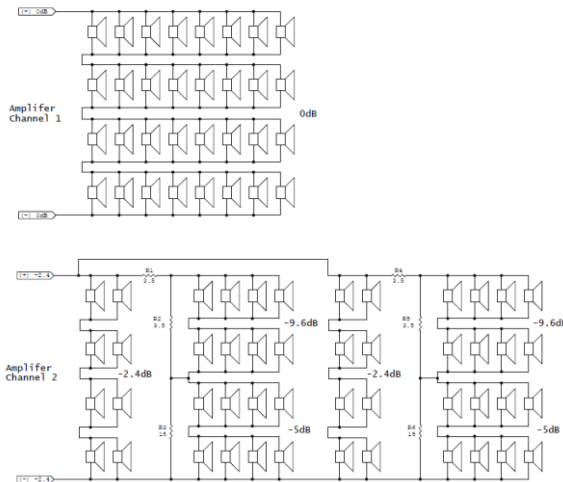 (+) 0dB
Amplifer
Channel 1
0dB
(-) 0dB
(+) -2.4
R1
3.5
R4
3.5
R2
3.5
-9.6dB
R5
3.5
-9.6dB
Amplifer
Channel 2
-2.4dB
-2.4dB
R3
15
-5dB
R6
15
-5dB
(-) -2.4